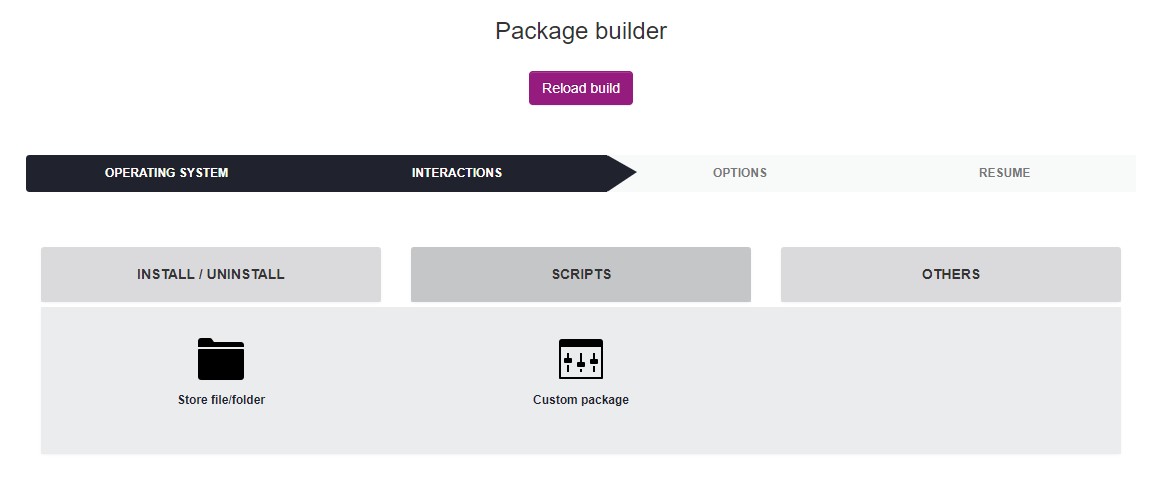 Package builder
Reload build
OPERATING SYSTEM INTERACTIONS OPTIONS RESUME
INSTALL / UNINSTALL SCRIPTS OTHERS
Store file/folder Custom package